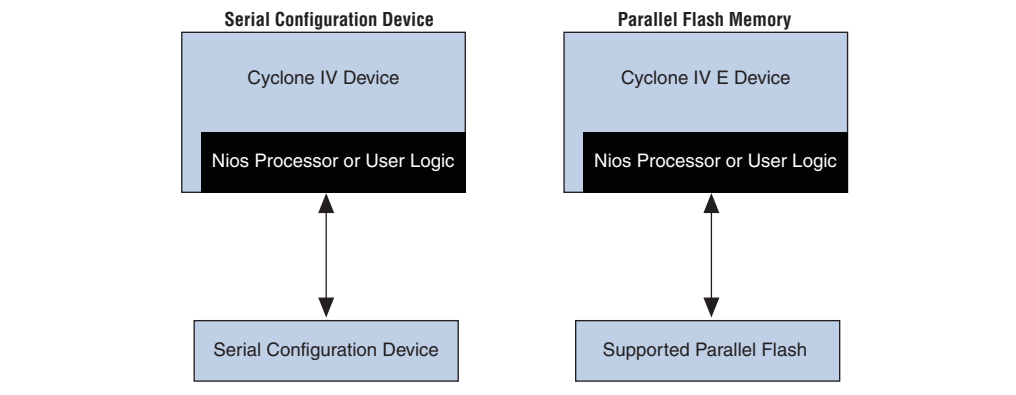 Serial Configuration Device
Cyclone IV Device
Nios Processor or User Logic
Serial Configuration Device
Parallel Flash Memory
Cyclone IV E Device
Nios Processor or User Logic
Supported Parallel Flash